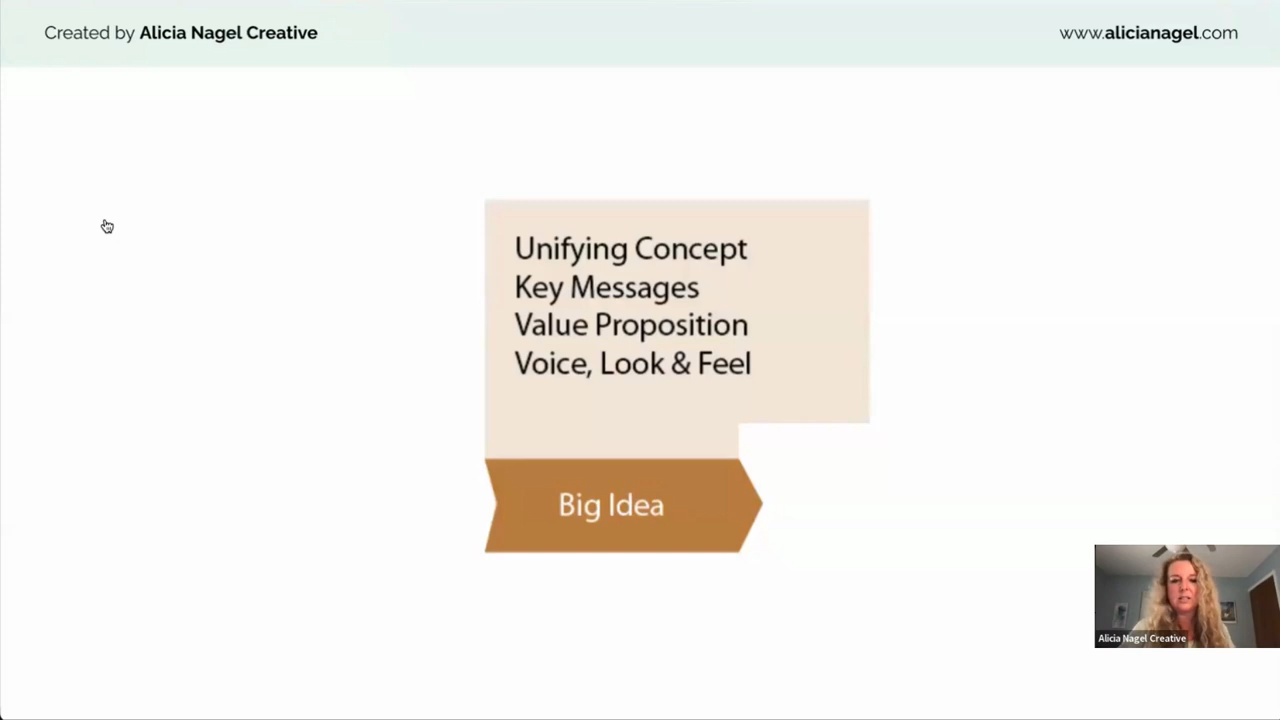 Created by Alicia Nagel Creative
www.alicianagel.com
Unifying Concept
Key Messages
Value Proposition
Voice, Look & Feel
Big Idea
Alicia Nagel Creative